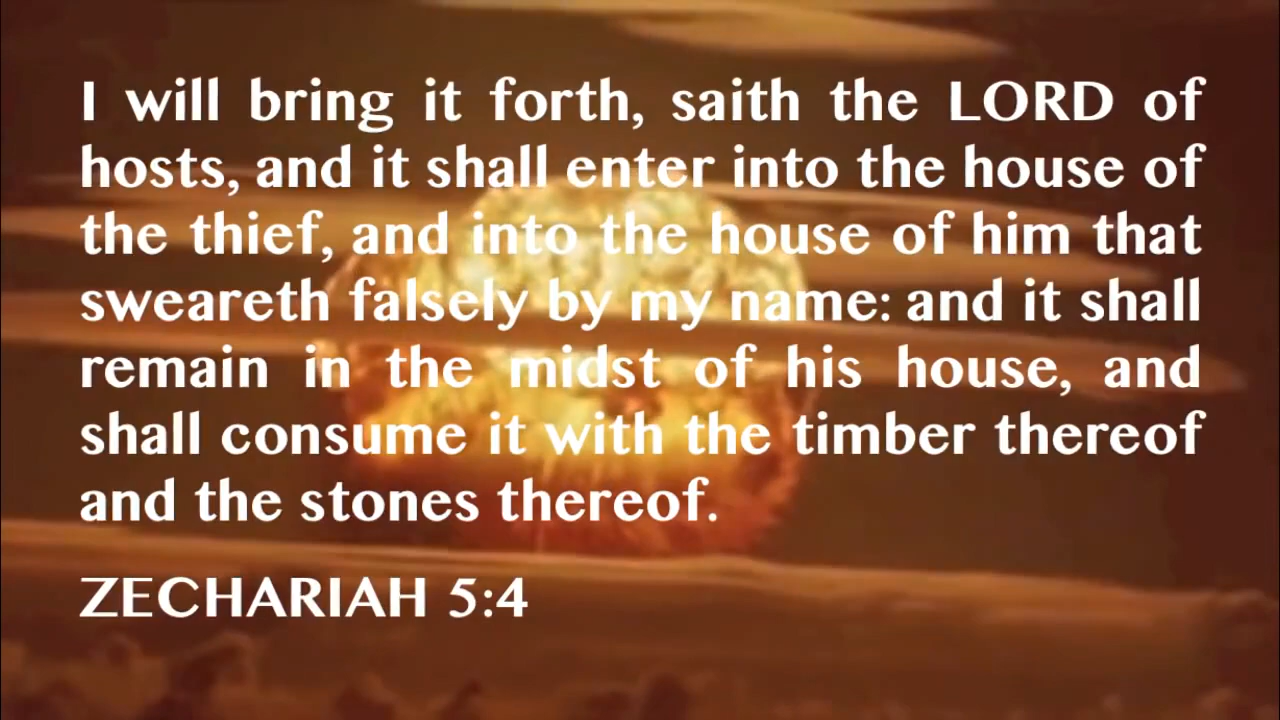 I will bring it forth, saith the LORD of
hosts, and it shall enter into the house of
the thief, and into the house of him that
sweareth falsely by my name: and it shall
remain in the midst of his house, and
shall consume it with the timber thereof
and the stones thereof.
ZECHARIAH 5:4